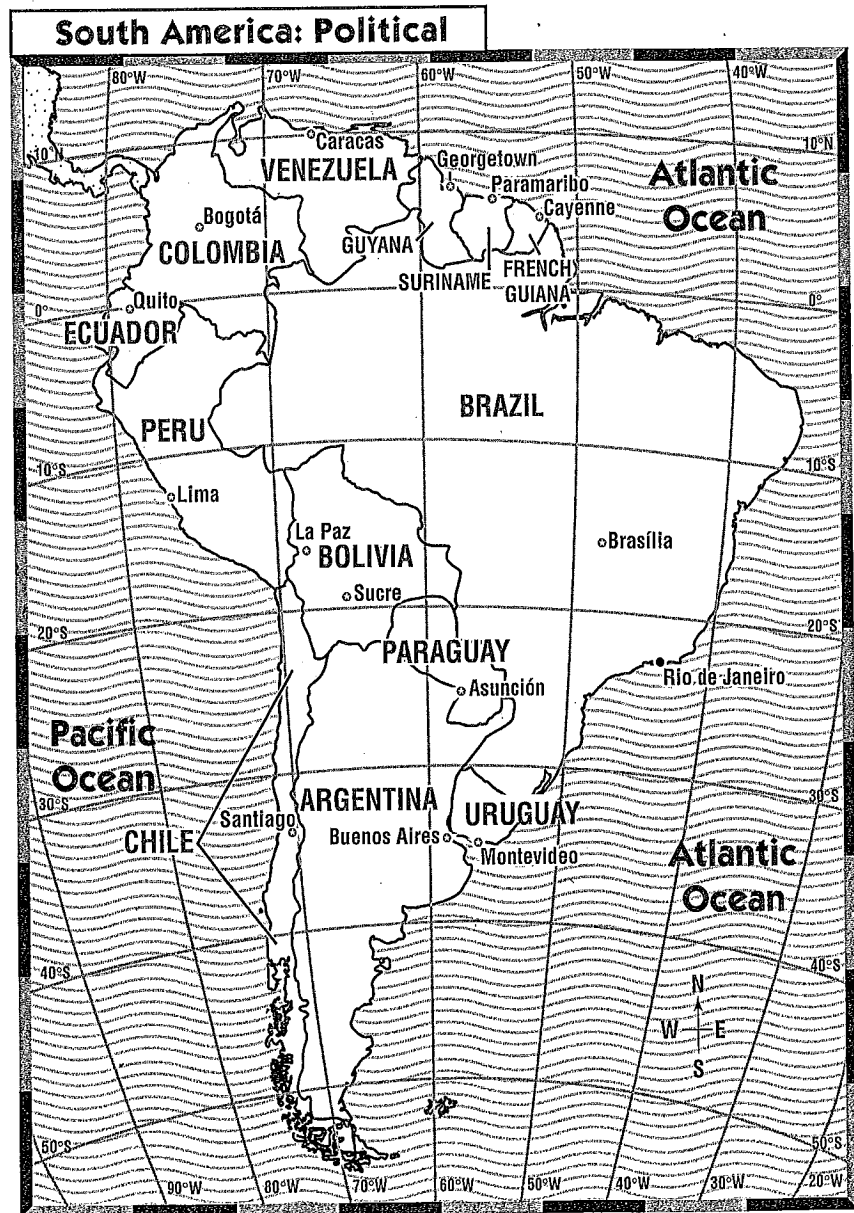 South America: Political
80°W 70°W 60°W 50°W 40°W
10°N 10°N
Caracas
VENEZUELA
Georgetown
Paramaribo
Cayenne
Atlantic
Ocean
Bogotá
COLOMBIA
GUYANA
SURINAME
FRENCH
GUIANA
Quito
0° 0°
ECUADOR
BRAZIL
PERU
10°S 10°S
Lima
La Paz
BOLIVIA
Brasília
Sucre
20°S 20°S
PARAGUAY
Rio de Janeiro
Asunción
Pacific
Ocean
30°S 30°S
ARGENTINA
URUGUAY
Santiago
CHILE
Buenos Aires
Montevideo
Atlantic
Ocean
40°S 40°S
N
W E
S
50°S 50°S
90°W 80°W 70°W 60°W 50°W 40°W 30°W 20°W